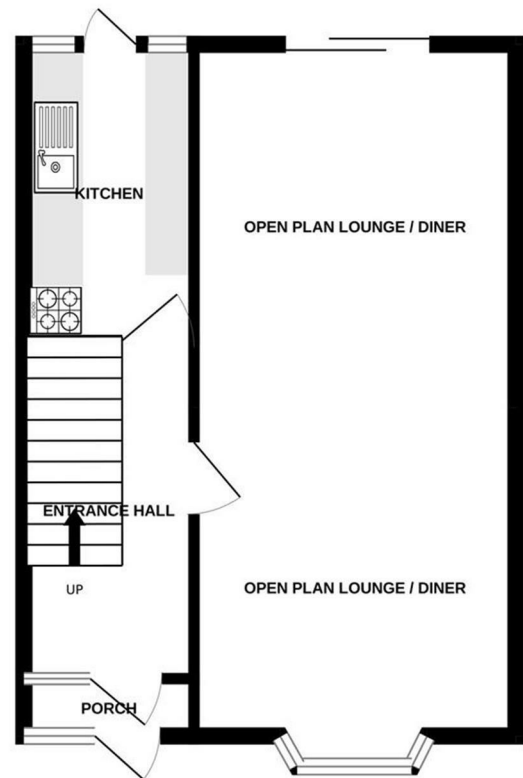 KITCHEN
OPEN PLAN LOUNGE / DINER
ENTRANCE HALL
UP
OPEN PLAN LOUNGE / DINER
PORCH